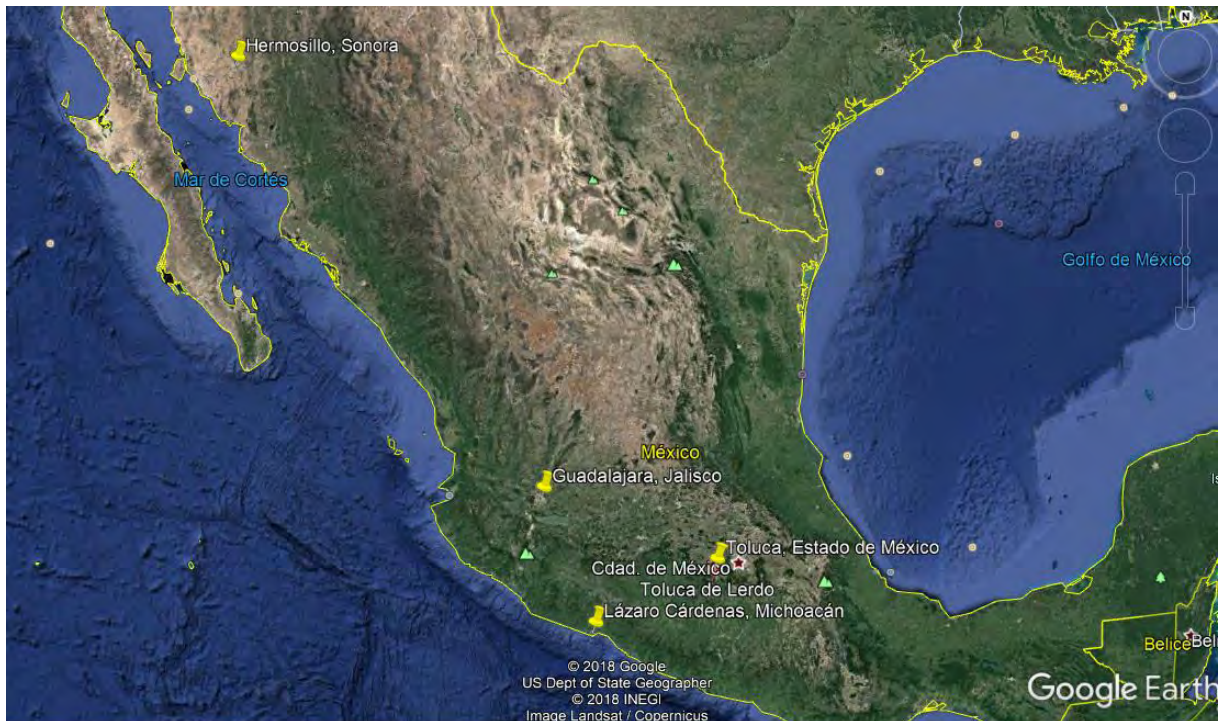 N
Hermosillo, Sonora
Mar de Cortés
Golfo de México
México
Guadalajara, Jalisco
Toluca, Estado de México
Cdad. de México
Toluca de Lerdo
Lázaro Cárdenas, Michoacán
Belice
© 2018 Google
US Dept of State Geographer
© 2018 INEGI
Image Landsat / Copernicus
Google Earth